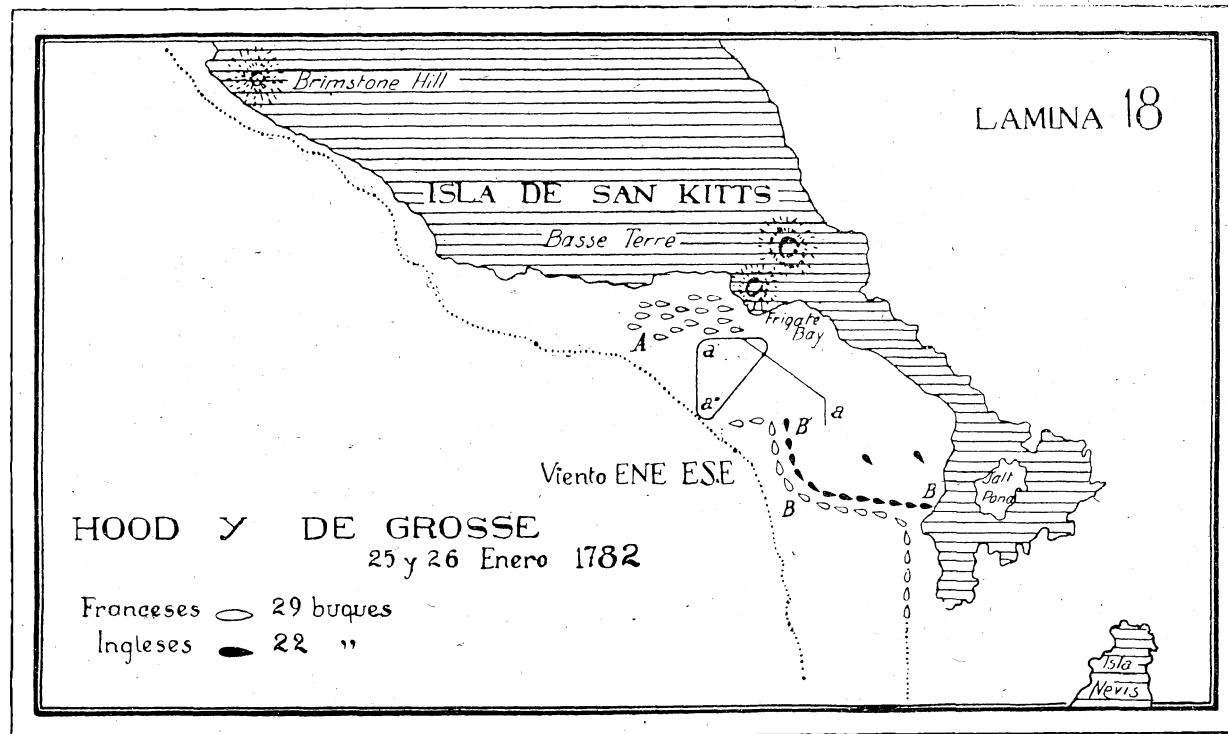 Brimstone Hill
LAMINA 18
ISLA DE SAN KITTS
Basse Terre
Frigate
Bay
A
a'
a"
a
B'
B
B
Viento ENE ES.E
Salt
Pond
HOOD Y DE GROSSE
25 y 26 Enero 1782
Franceses 29 buques
Ingleses 22 "
Isla
Nevis